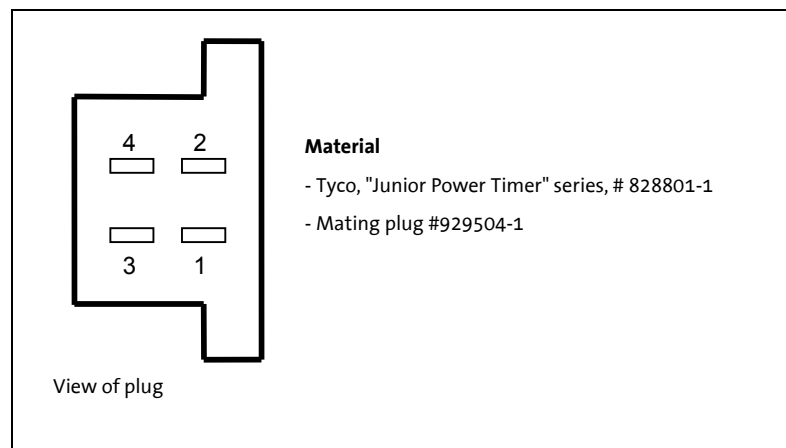 4 2
3 1
Material
- Tyco, "Junior Power Timer" series, # 828801-1
- Mating plug #929504-1
View of plug